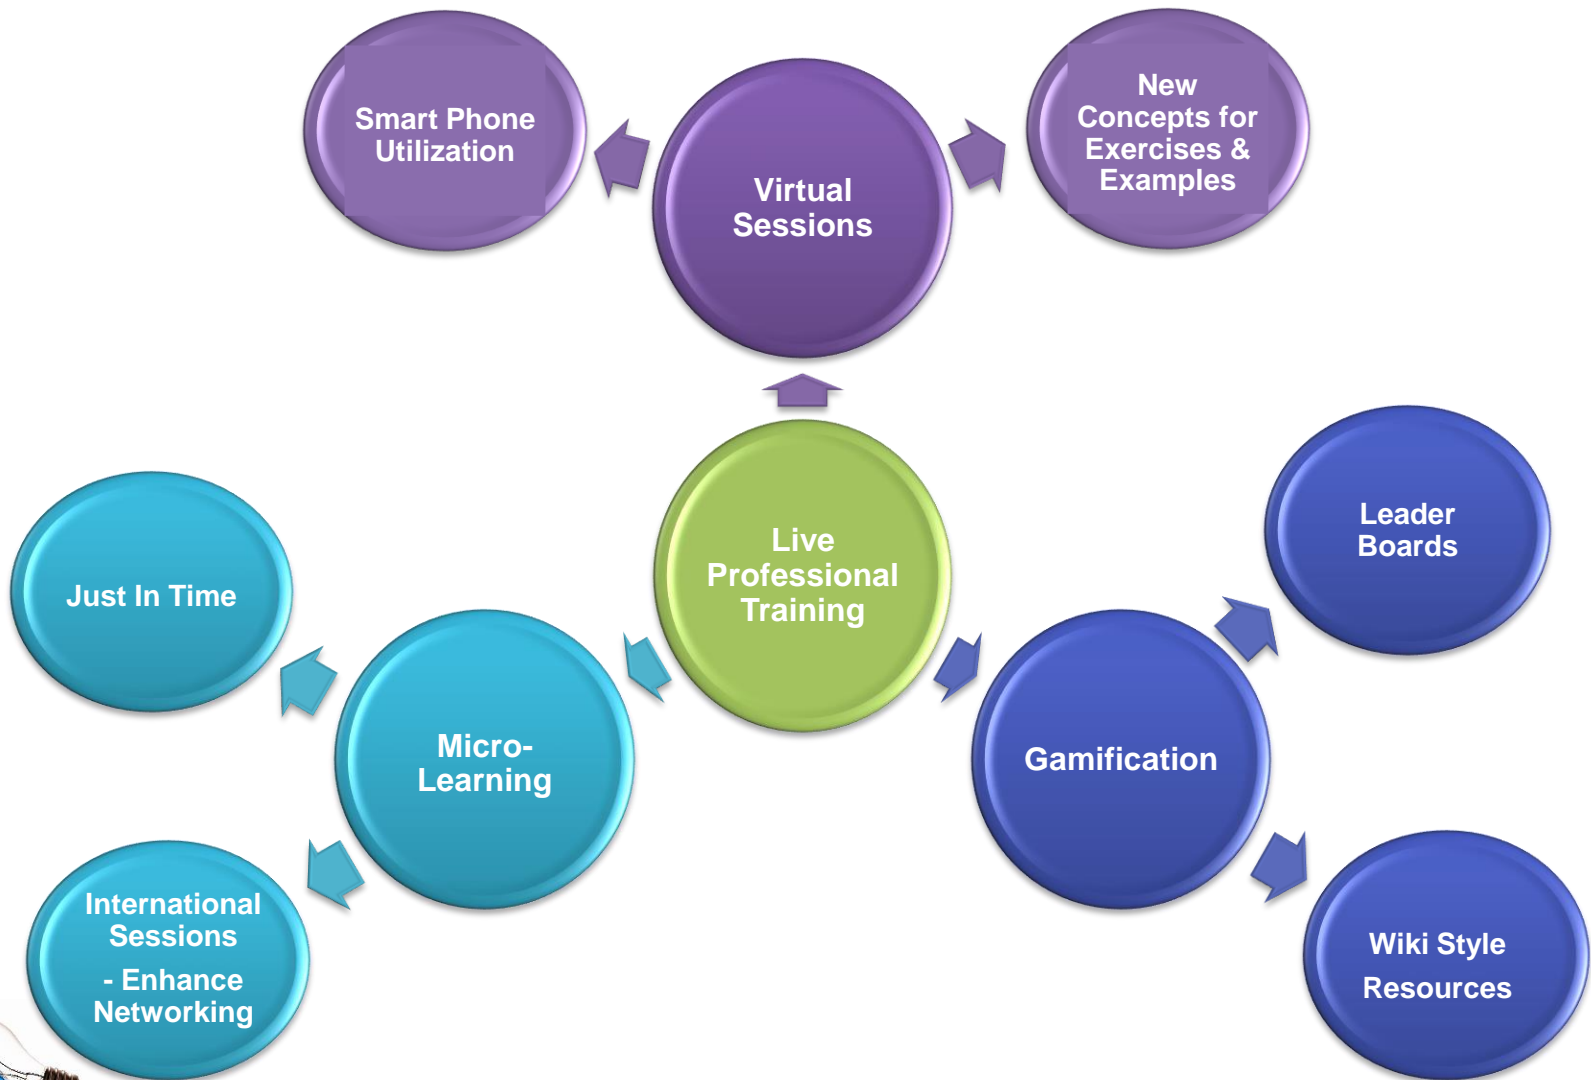 Smart Phone
Utilization
Virtual
Sessions
New
Concepts for
Exercises &
Examples
Live
Professional
Training
Just In Time
Micro-
Learning
International
Sessions
- Enhance
Networking
Gamification
Leader
Boards
Wiki Style
Resources